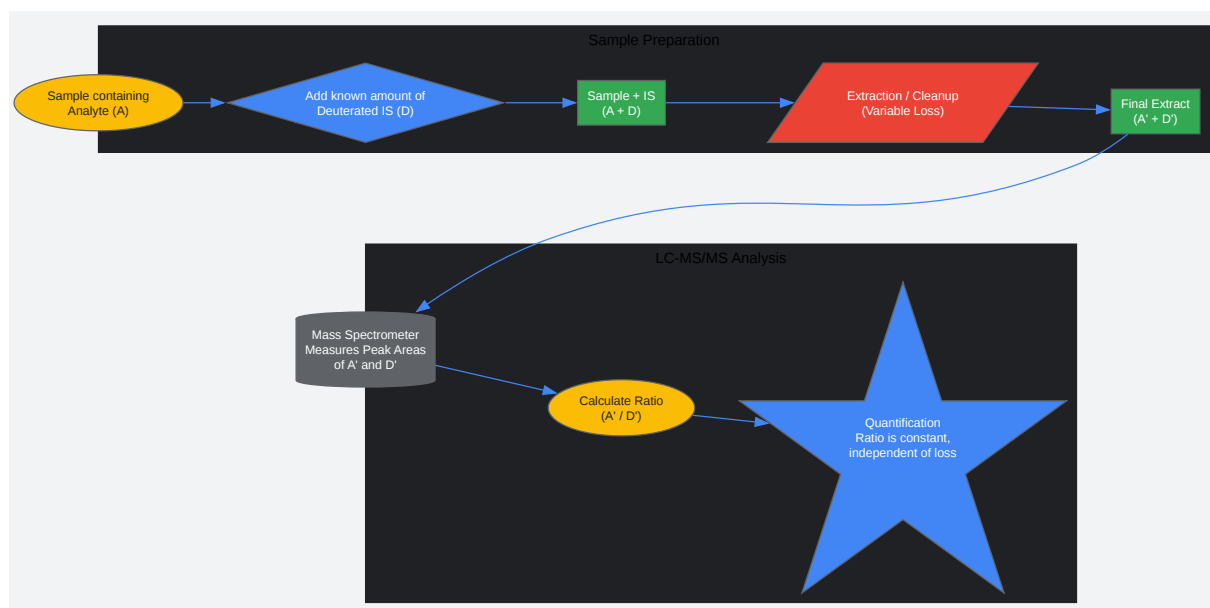 Sample Preparation
Sample containing
Analyte (A)
Add known amount of
Deuterated IS (D)
Sample + IS
(A + D)
Extraction / Cleanup
(Variable Loss)
Final Extract
(A' + D')
LC-MS/MS Analysis
Mass Spectrometer
Measures Peak Areas
of A' and D'
Calculate Ratio
(A' / D')
Quantification
Ratio is constant,
independent of loss